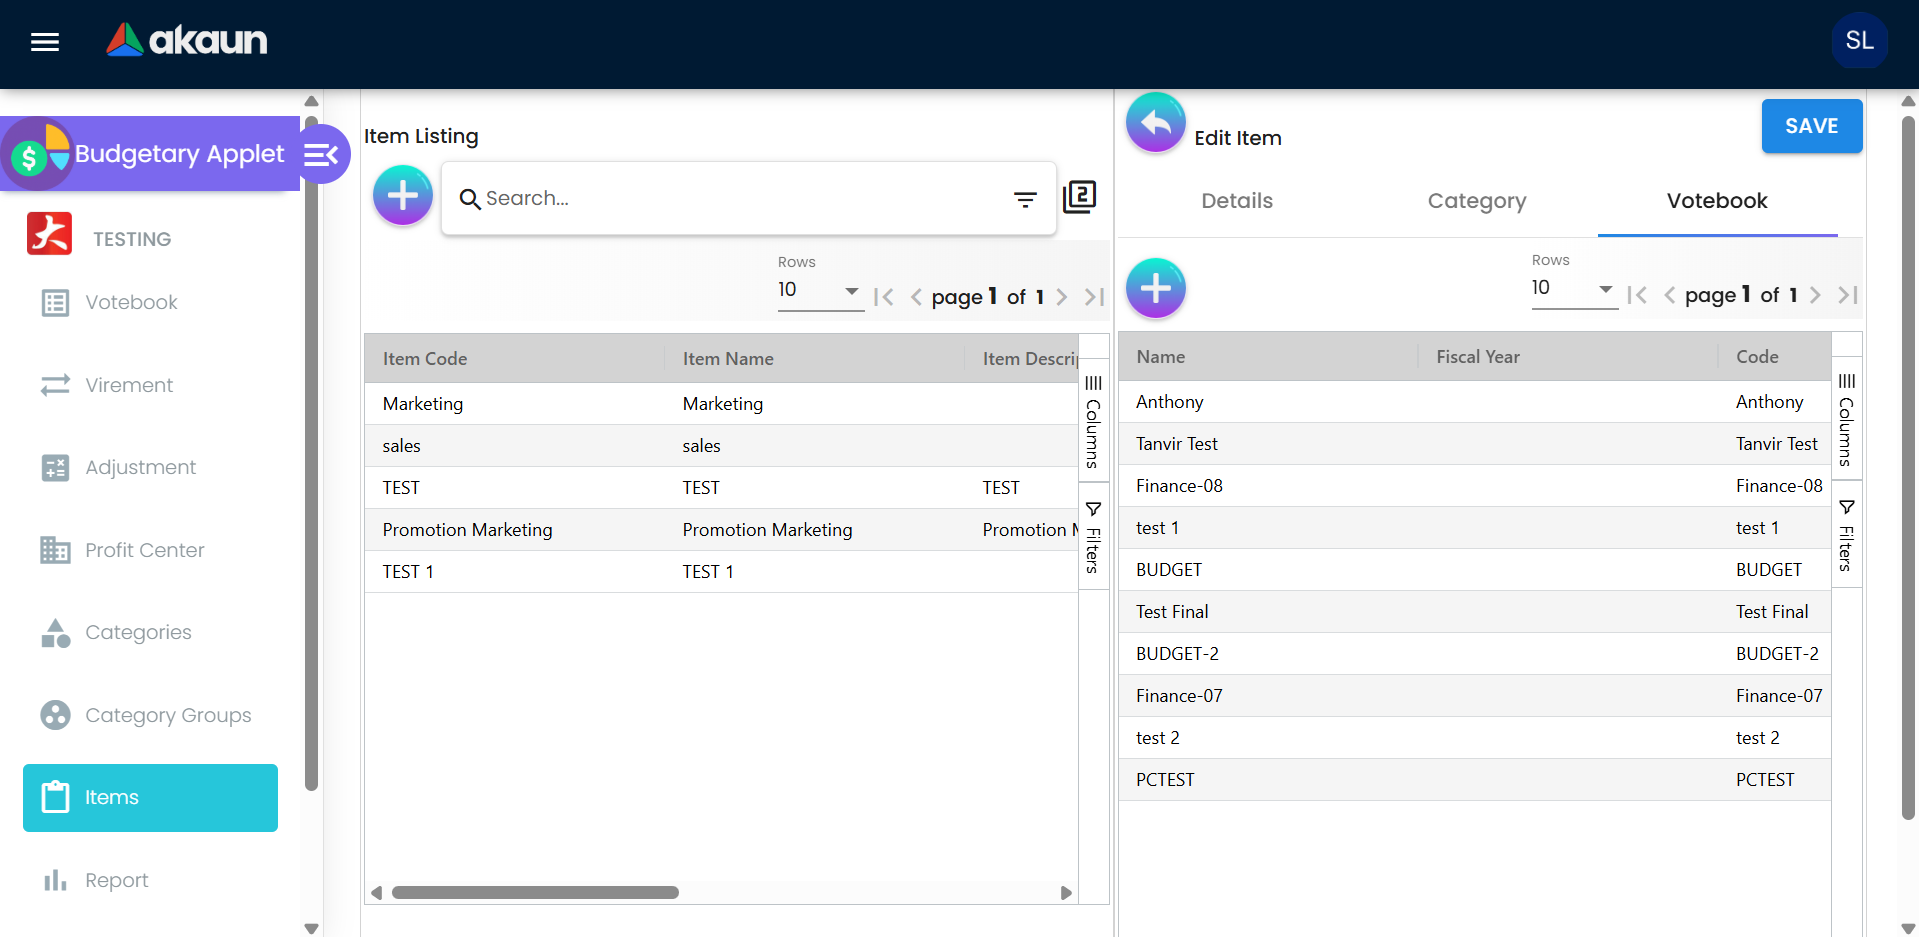 akaun
SL
Budgetary Applet
TESTING
Votebook
Virement
Adjustment
Profit Center
Categories
Category Groups
Items
Report
Item Listing
Search...
2
Rows
10
page 1 of 1
Item Code Item Name Item Descrip
Marketing Marketing
sales sales
TEST TEST TEST
Promotion Marketing Promotion Marketing Promotion M
TEST 1 TEST 1
Columns
Filters
Edit Item
SAVE
Details Category Votebook
Rows
10
page 1 of 1
Name Fiscal Year Code
Anthony Anthony
Tanvir Test Tanvir Test
Finance-08 Finance-08
test 1 test 1
BUDGET BUDGET
Test Final Test Final
BUDGET-2 BUDGET-2
Finance-07 Finance-07
test 2 test 2
PCTEST PCTEST
Columns
Filters